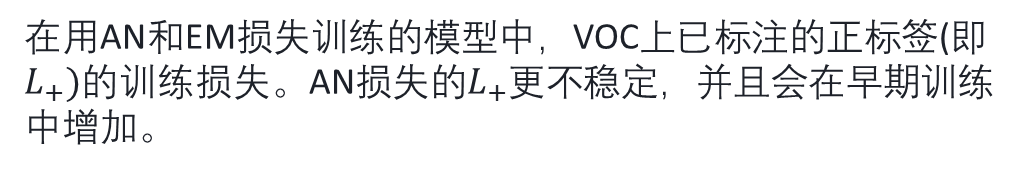 在用AN和EM损失训练的模型中，VOC上已标注的正标签(即
L₊)的训练损失。AN损失的L₊更不稳定，并且会在早期训练
中增加。